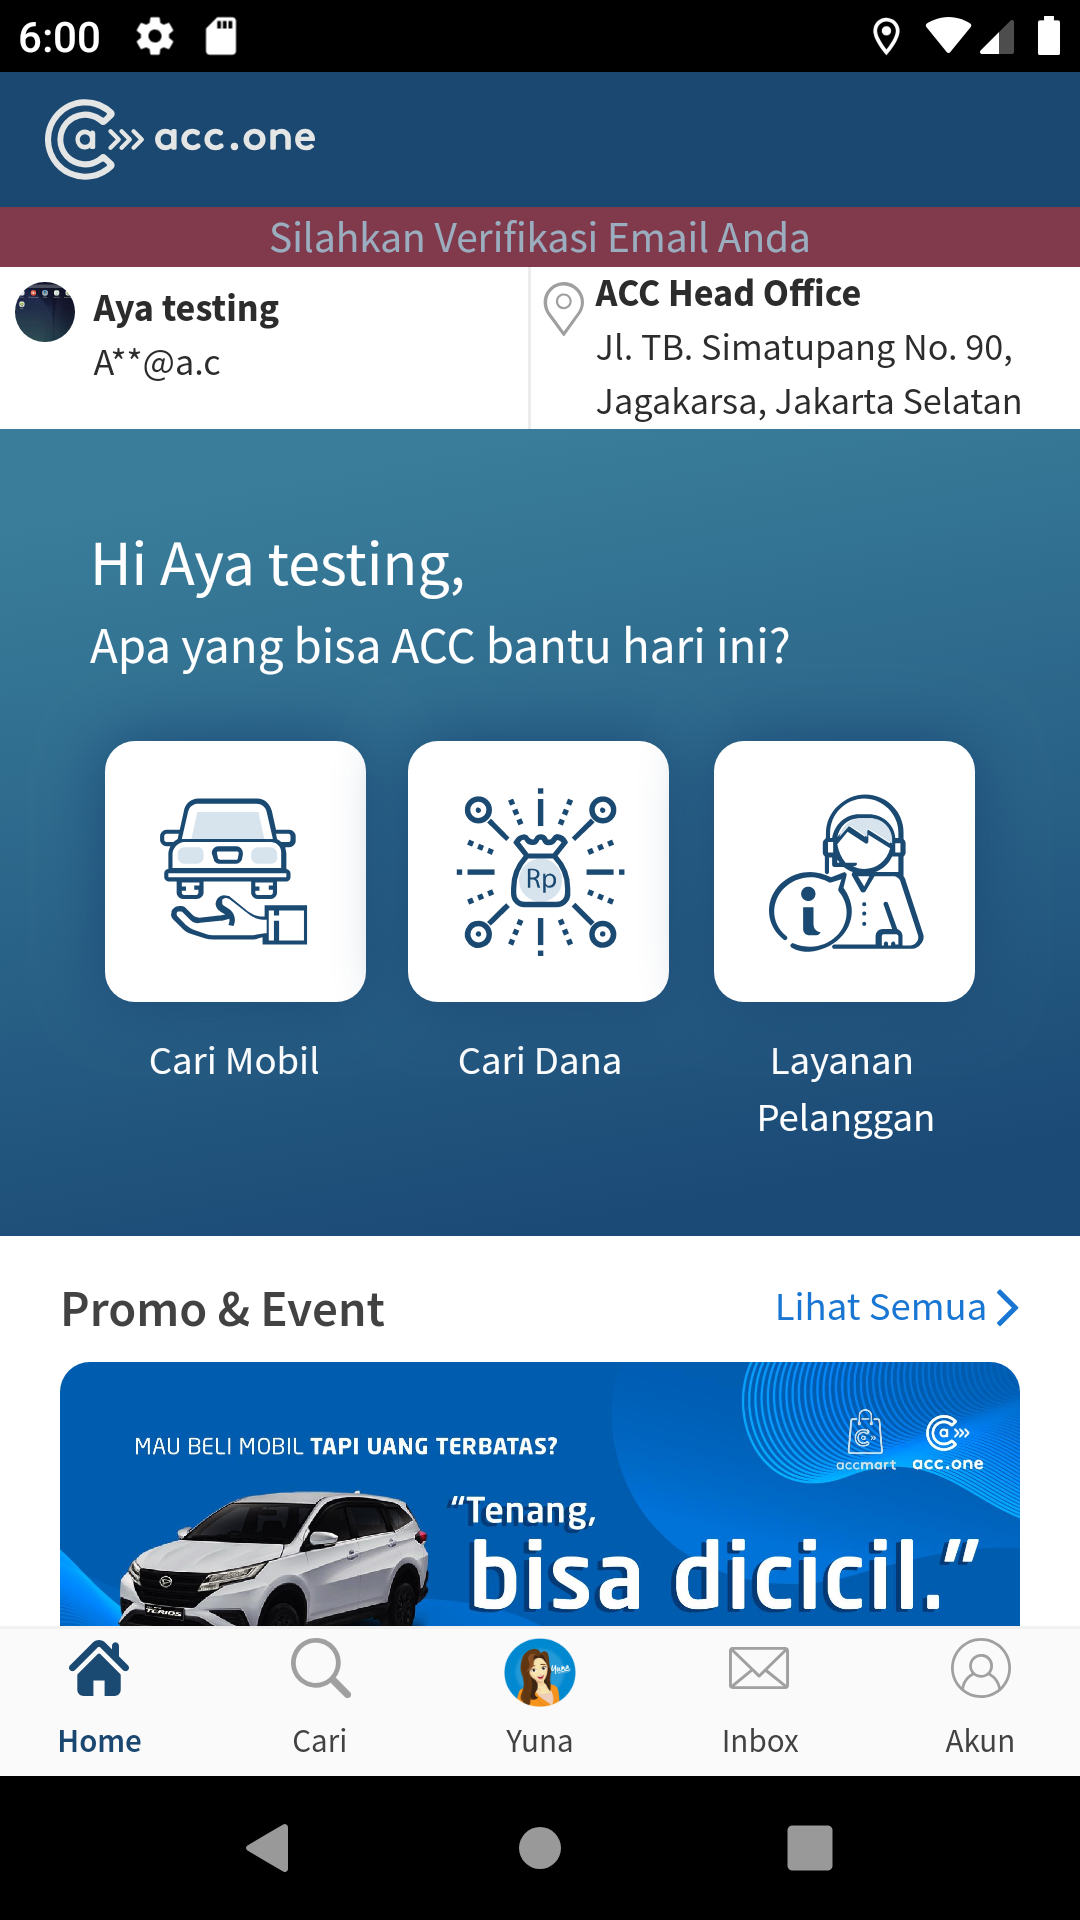 6:00
a acc.one
Silahkan Verifikasi Email Anda
Aya testing
A**@a.c
ACC Head Office
Jl. TB. Simatupang No. 90,
Jagakarsa, Jakarta Selatan
Hi Aya testing,
Apa yang bisa ACC bantu hari ini?
Rp
Cari Mobil
Cari Dana
Layanan
Pelanggan
Promo & Event
Lihat Semua
MAU BELI MOBIL TAPI UANG TERBATAS?
accmart
acc.one
“Tenang,
bisa dicicil.”
TERIOS
Yuna
Home
Cari
Yuna
Inbox
Akun